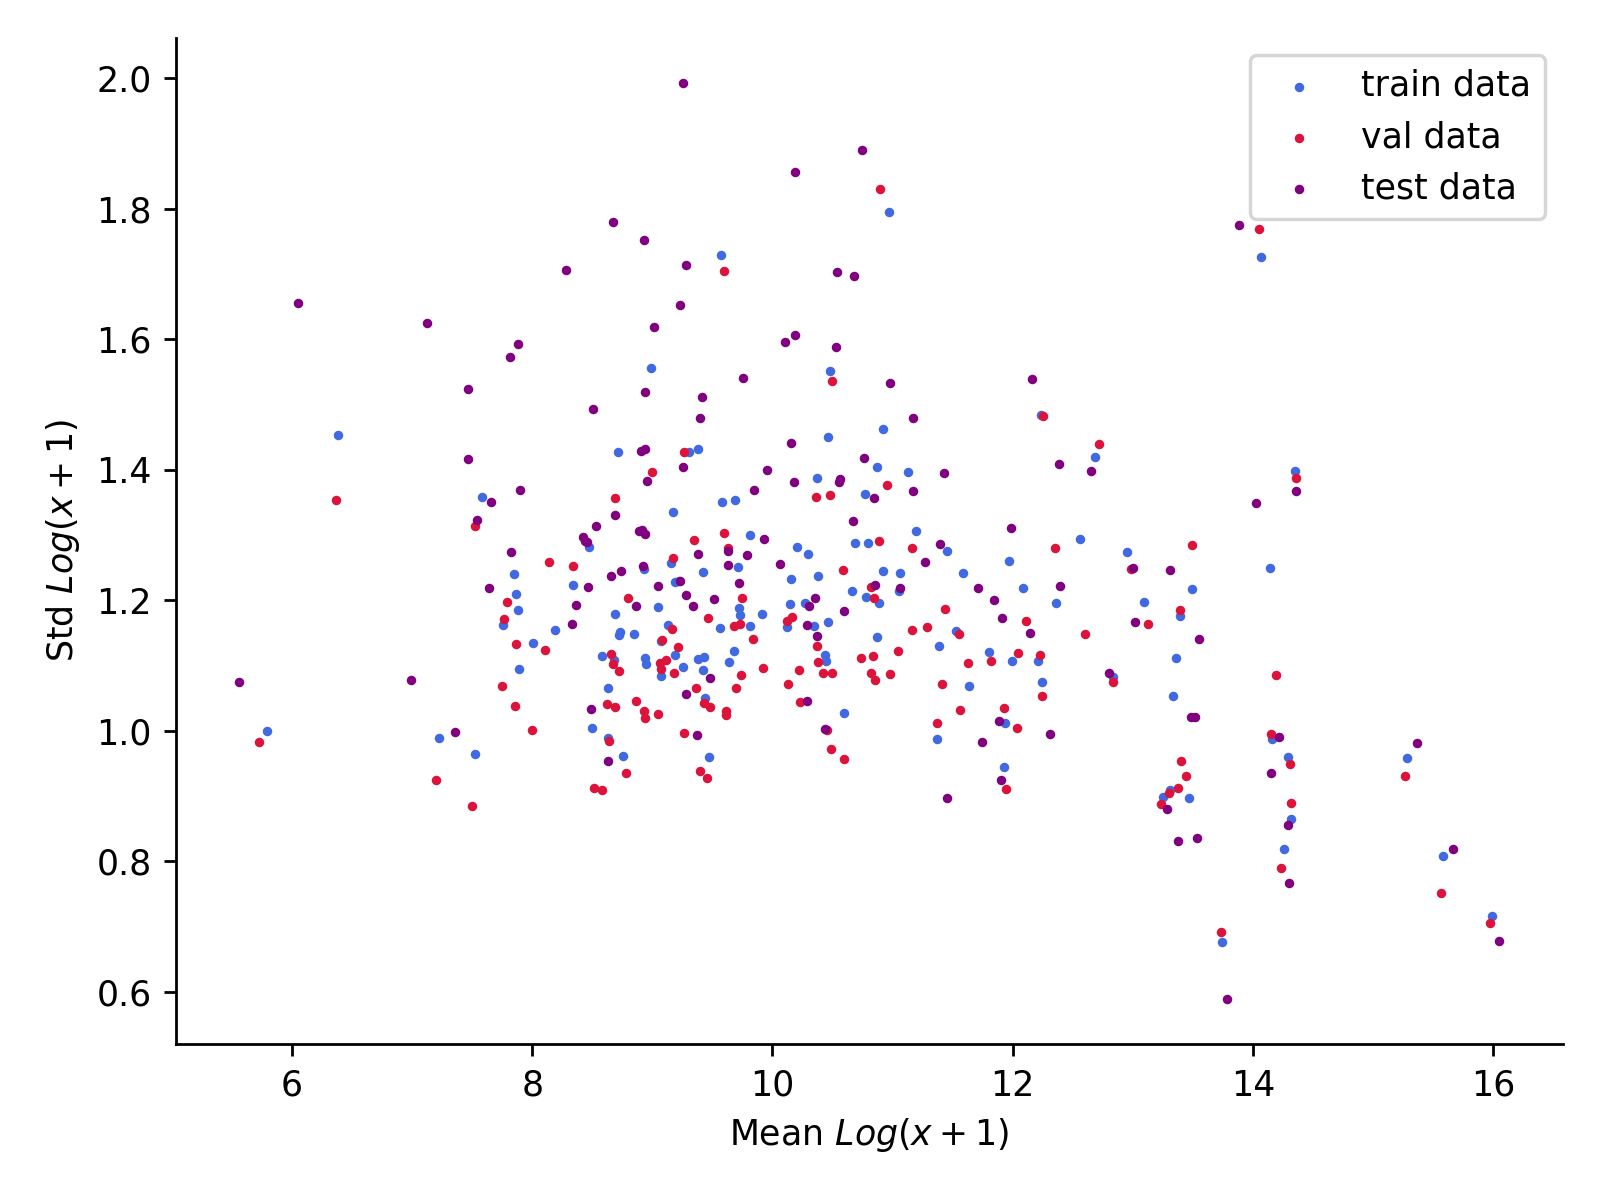 train data
val data
test data
2.0
1.8
1.6
1.4
1.2
1.0
0.8
0.6
Std Log(x + 1)
6 8 10 12 14 16
Mean Log(x + 1)